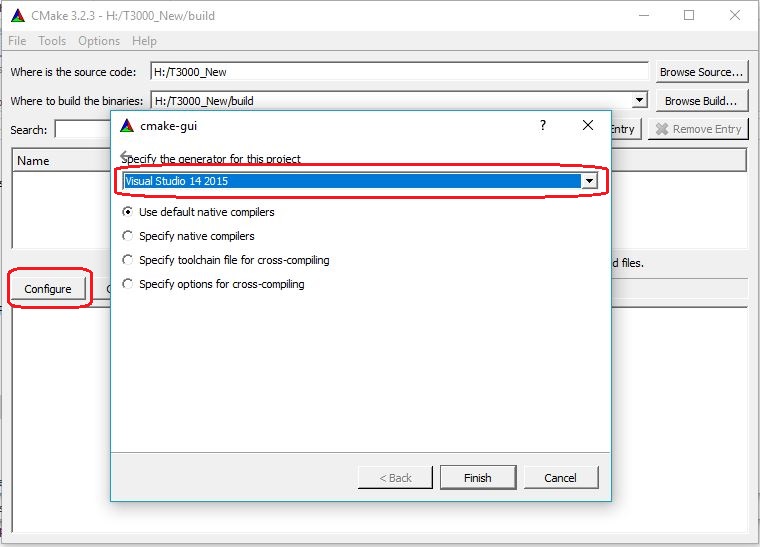 CMake 3.2.3 - H:/T3000_New/build
File Tools Options Help
Where is the source code: H:/T3000_New Browse Source...
Where to build the binaries: H:/T3000_New/build Browse Build...
Search: Entry Remove Entry
Name
cmake-gui
Specify the generator for this project
Visual Studio 14 2015
Use default native compilers
Specify native compilers
Specify toolchain file for cross-compiling
Specify options for cross-compiling
d files.
Configure
< Back Finish Cancel